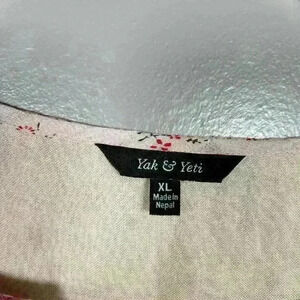 Yak & Yeti
XL
Made in
Nepal